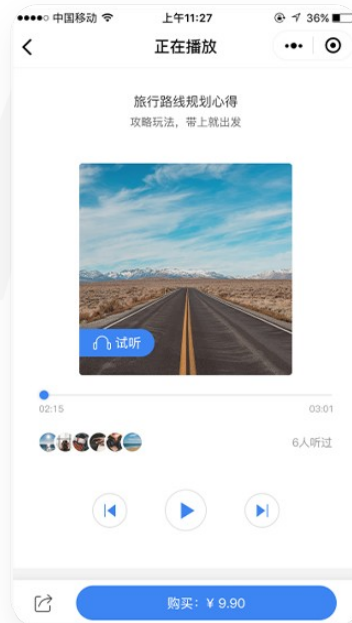 中国移动 上午11:27 36%
正在播放
旅行路线规划心得
攻略玩法，带上就出发
试听
02:15 03:01
6人听过
购买：¥ 9.90